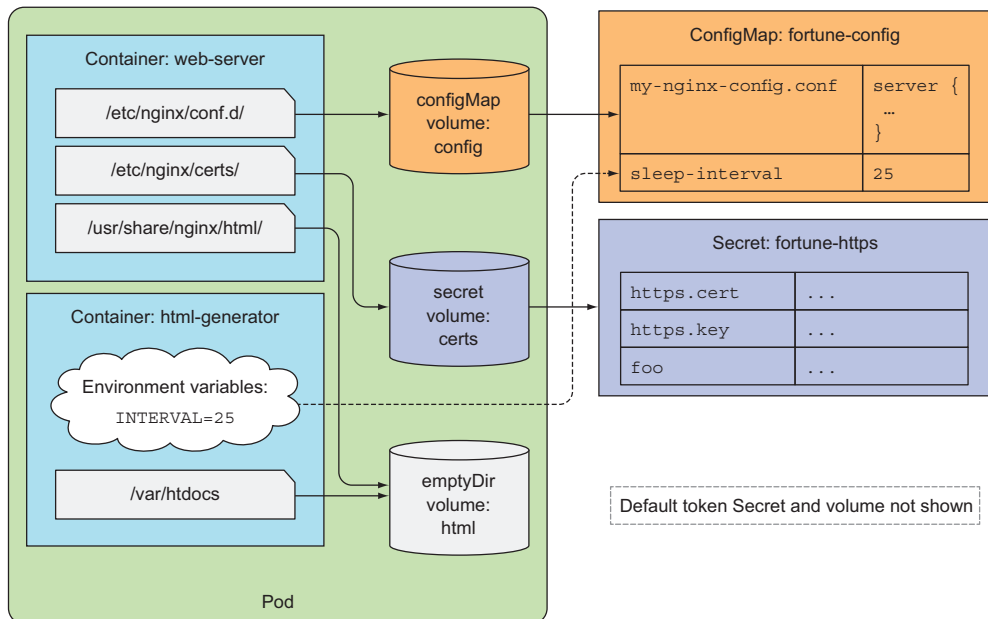 Container: web-server
/etc/nginx/conf.d/
/etc/nginx/certs/
/usr/share/nginx/html/
Container: html-generator
Environment variables:
INTERVAL=25
/var/htdocs
configMap
volume:
config
secret
volume:
certs
emptyDir
volume:
html
Pod
ConfigMap: fortune-config
my-nginx-config.conf server {
…
}
sleep-interval 25
Secret: fortune-https
https.cert ...
https.key ...
foo ...
Default token Secret and volume not shown